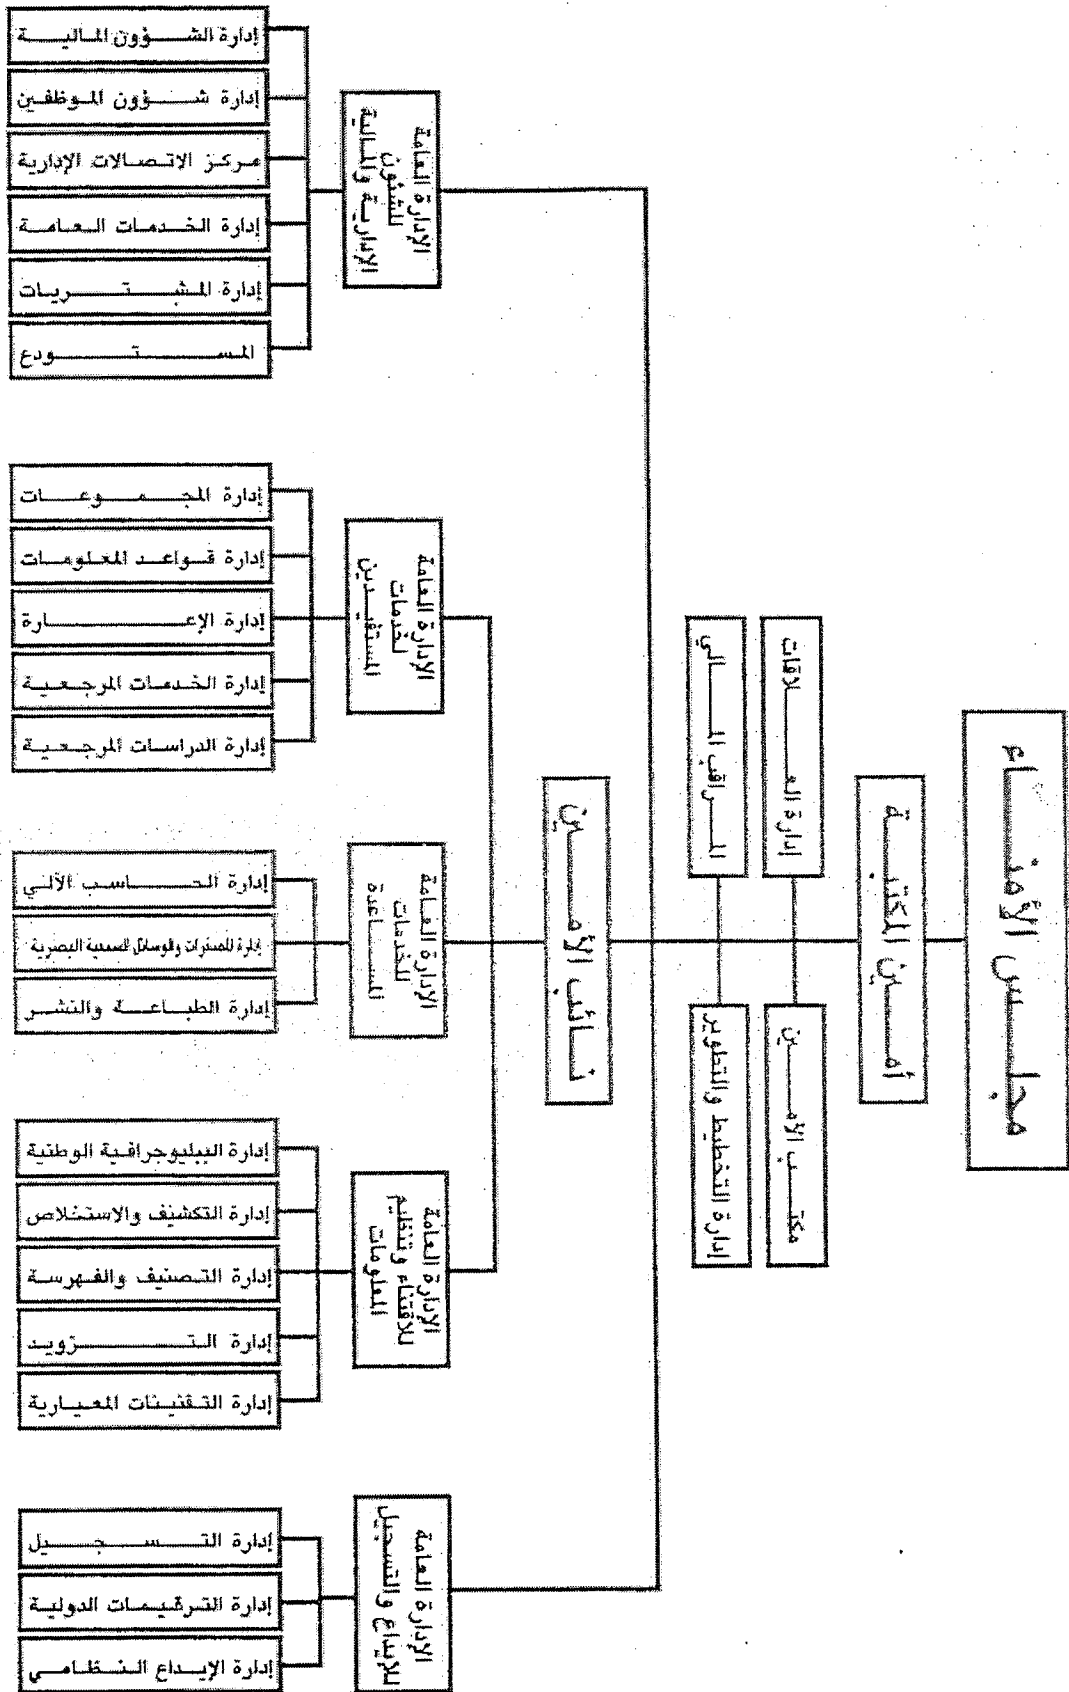 مجلس الأمناء
أمين المكتبة
إدارة العلاقات
مكتب الأمين
المراقب المالي
إدارة التخطيط والتطوير
نائب الأمين
الإدارة العامة
للشئون
الإدارية والمالية
إدارة الشؤون المالية
إدارة شؤون الموظفين
مركز الاتصالات الإدارية
إدارة الخدمات العامة
إدارة المشتريات
المستودع
الإدارة العامة
لخدمات
المستفيدين
إدارة المجموعات
إدارة قواعد المعلومات
إدارة الإعارة
إدارة الخدمات المرجعية
إدارة الدراسات المرجعية
الإدارة العامة
للخدمات
المساعدة
إدارة الحاسب الآلي
إدارة المصغرات والوسائل السمعية البصرية
إدارة الطباعة والنشر
الإدارة العامة
للاقتناء وتنظيم
المعلومات
إدارة الببليوجرافية الوطنية
إدارة التكشيف والاستخلاص
إدارة التصنيف والفهرسة
إدارة التزويد
إدارة التقنينات المعيارية
الإدارة العامة
للإيداع والتسجيل
إدارة التسجيل
إدارة الترقيمات الدولية
إدارة الإيداع النظامي